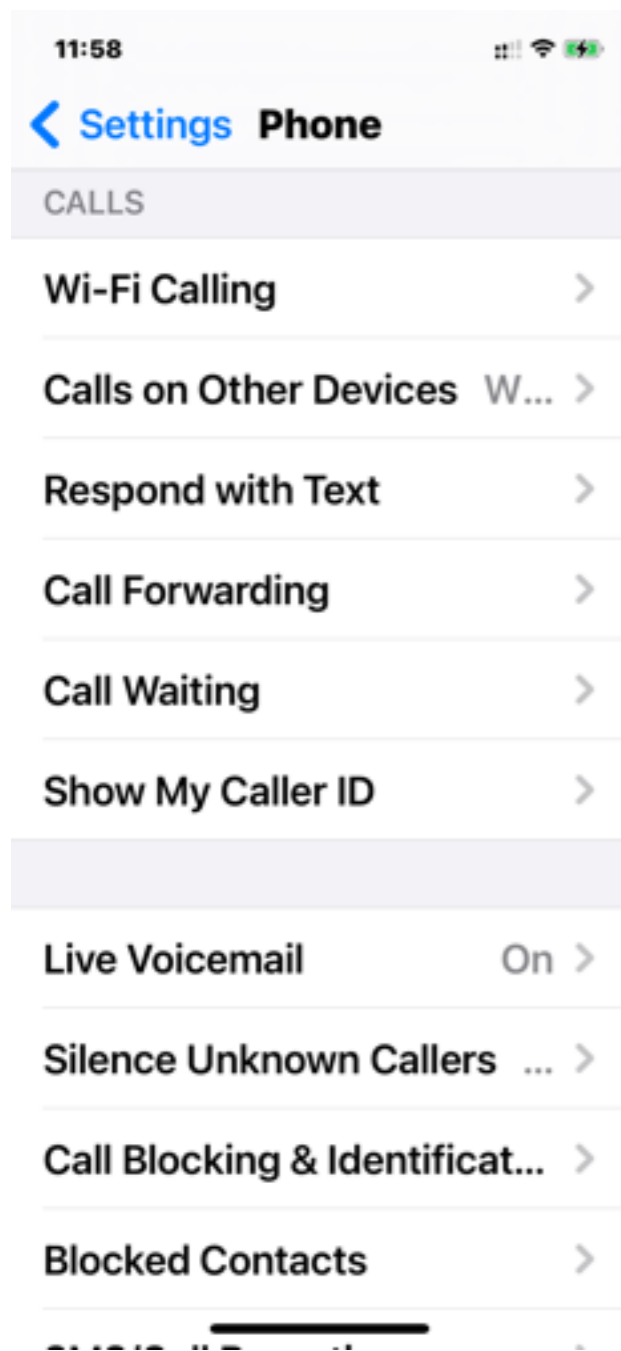 11:58
Settings Phone
CALLS
Wi-Fi Calling
Calls on Other Devices W...
Respond with Text
Call Forwarding
Call Waiting
Show My Caller ID
Live Voicemail On
Silence Unknown Callers ...
Call Blocking & Identificat...
Blocked Contacts